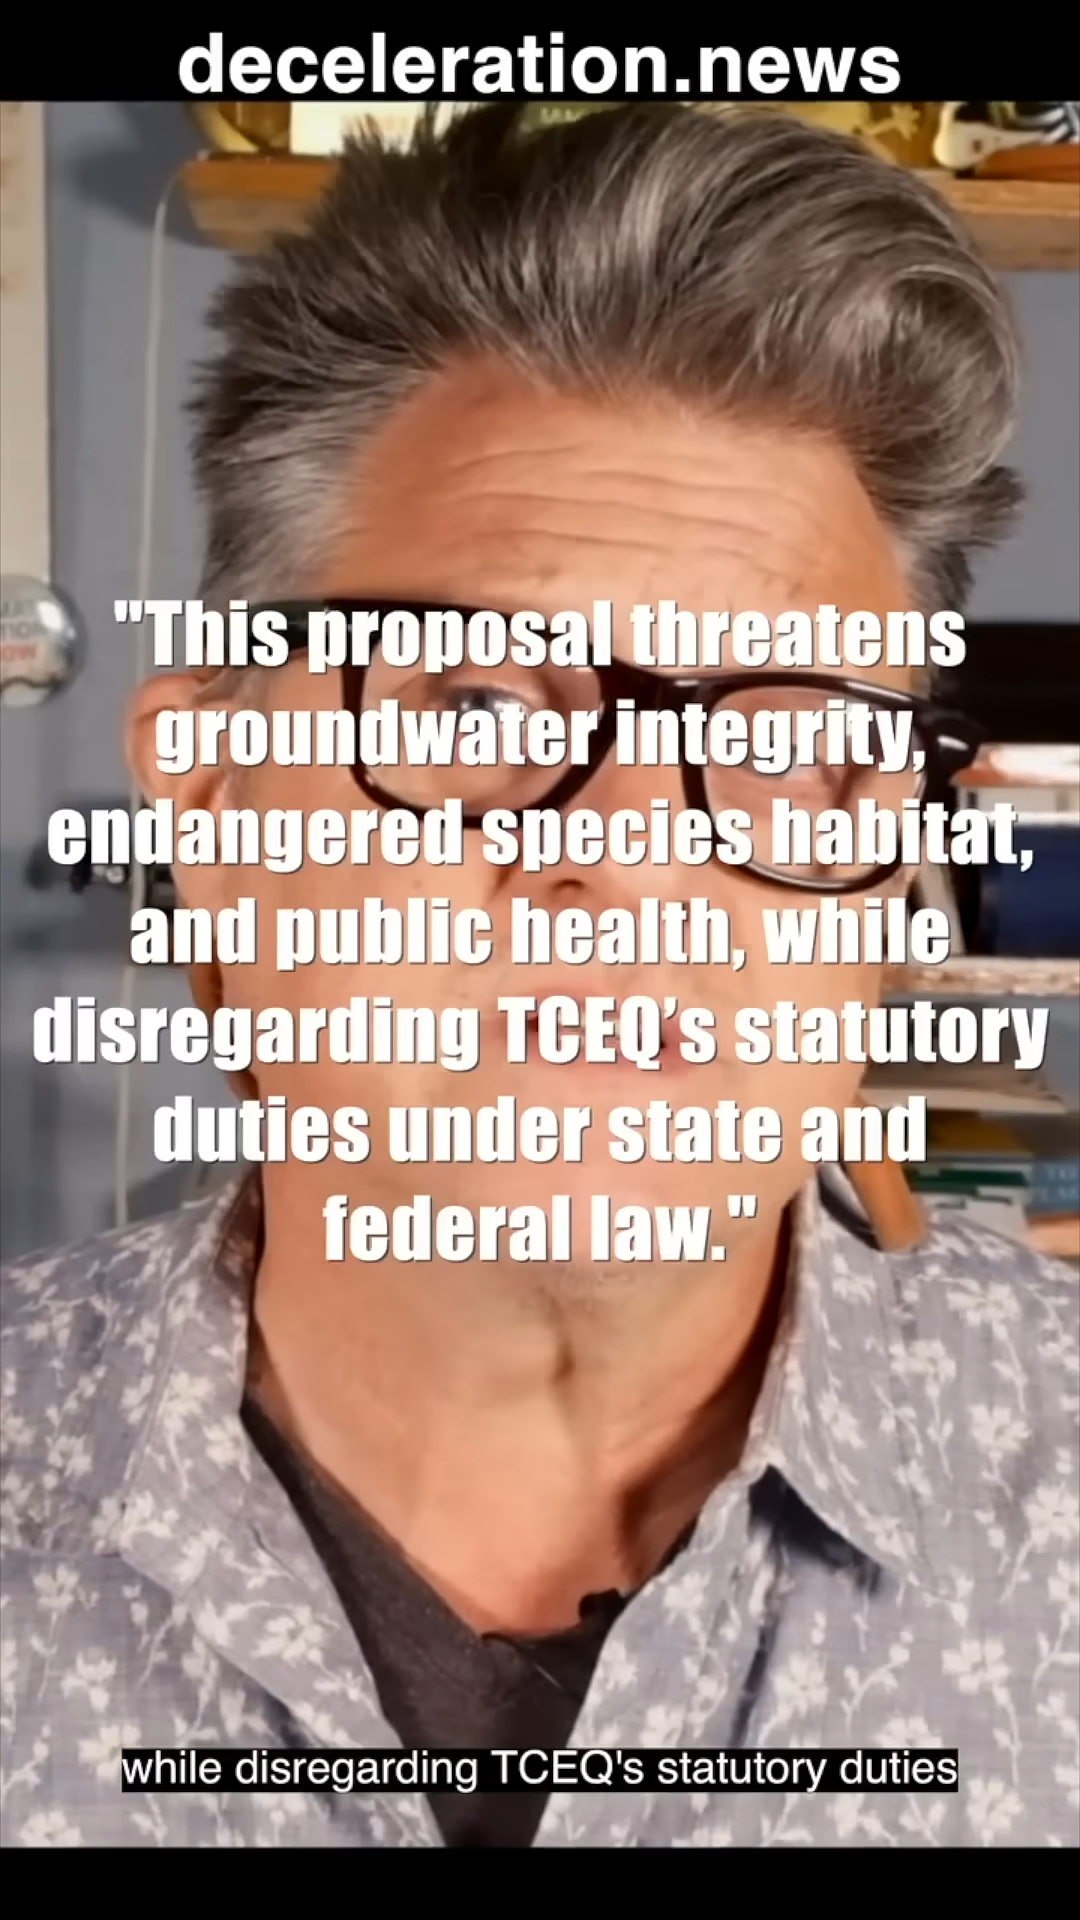 deceleration.news
"This proposal threatens
groundwater integrity,
endangered species habitat,
and public health, while
disregarding TCEQ’s statutory
duties under state and
federal law."
while disregarding TCEQ's statutory duties